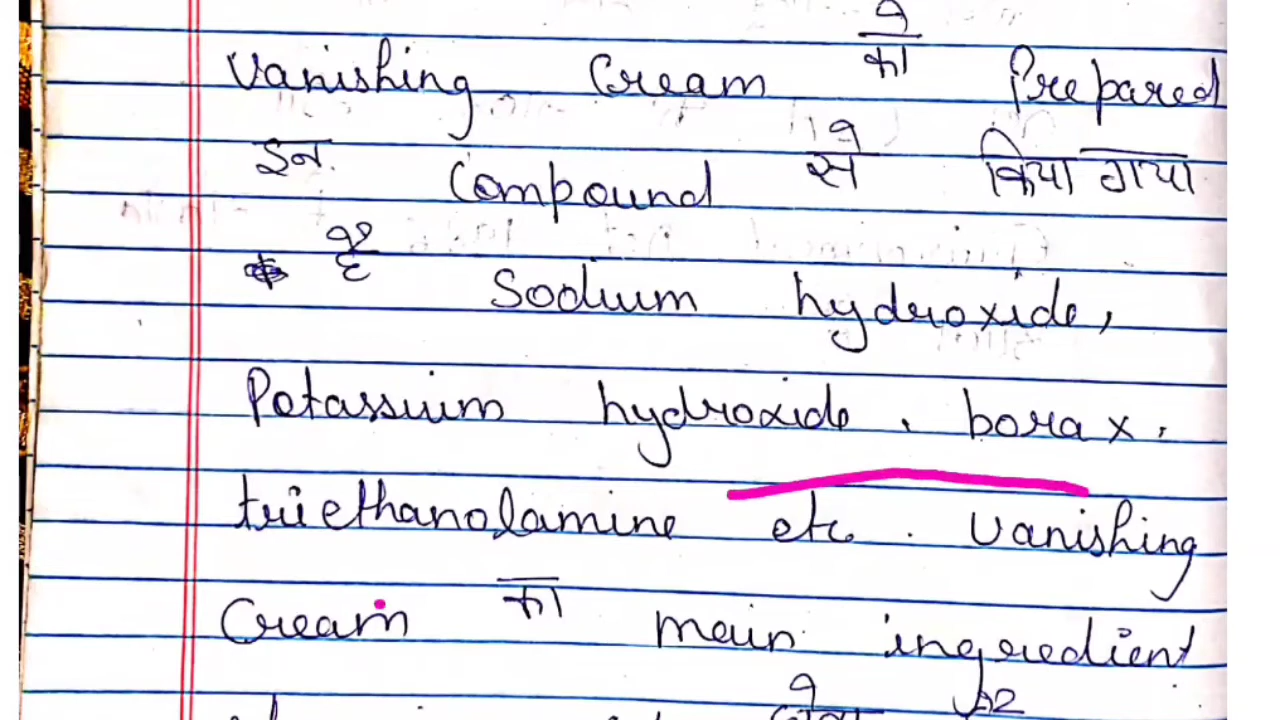 Vanishing Cream को Prepared
इन Compound से किया गया
है Sodium hydroxide,
Potassium hydroxide, borax,
triethanolamine etc. Vanishing
Cream का main ingredient